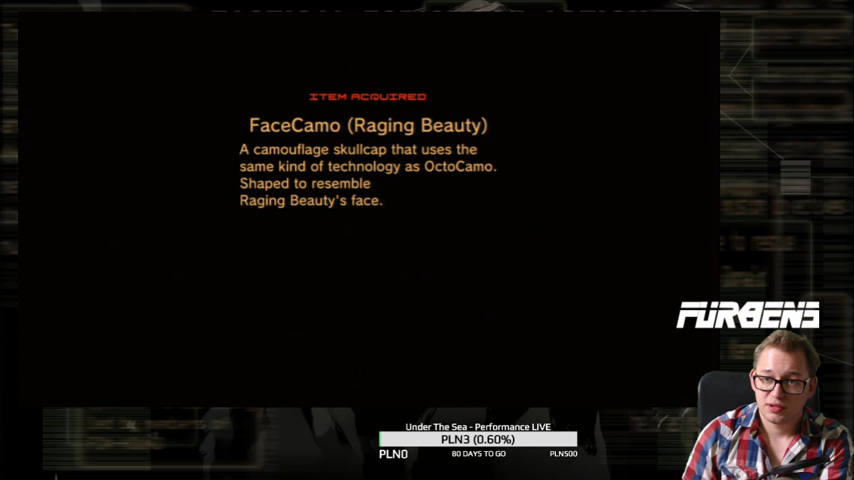 ITEM ACQUIRED
FaceCamo (Raging Beauty)
A camouflage skullcap that uses the
same kind of technology as OctoCamo.
Shaped to resemble
Raging Beauty's face.
FURBENS
Under The Sea - Performance LIVE
PLN3 (0.60%)
PLN0
80 DAYS TO GO
PLN500